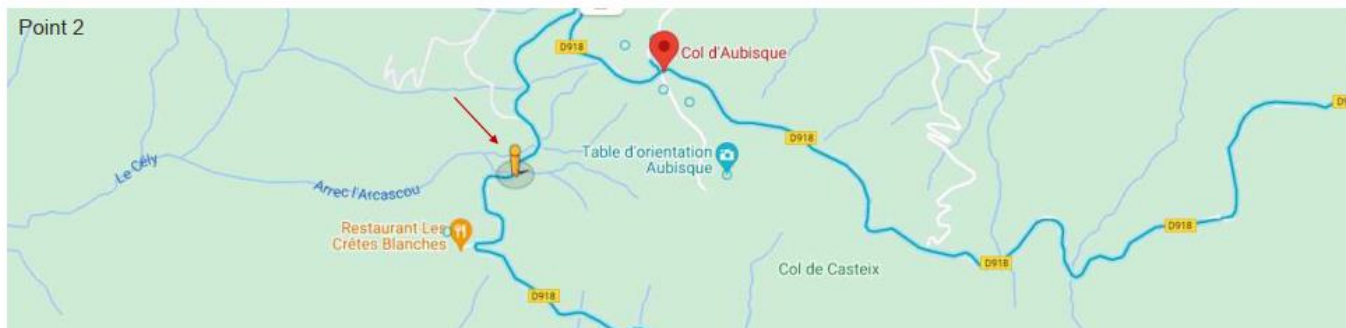 Point 2
D918
Col d'Aubisque
D918
Table d'orientation
Aubisque
Le Cély
Arrec l'Arcascou
Restaurant Les
Crêtes Blanches
D918
Col de Casteix
D918
D918